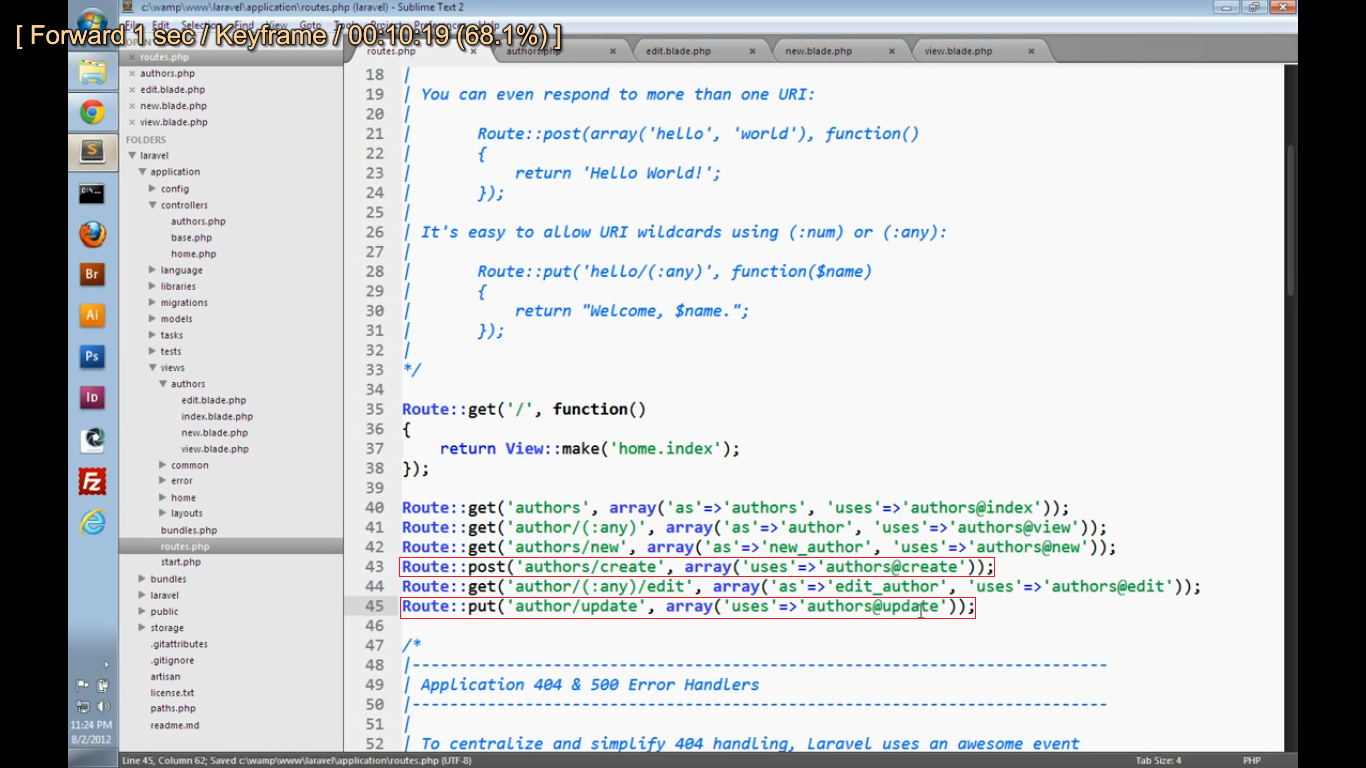 c:\wamp\www\laravel\application\routes.php (laravel) - Sublime Text 2
[ Forward 1 sec / Keyframe / 00:10:19 (68.1%) ]
routes.php
authors.php
edit.blade.php
new.blade.php
view.blade.php
routes.php
authors.php
edit.blade.php
new.blade.php
view.blade.php
FOLDERS
laravel
application
config
controllers
authors.php
base.php
home.php
language
libraries
migrations
models
tasks
tests
views
authors
edit.blade.php
index.blade.php
new.blade.php
view.blade.php
common
error
home
layouts
bundles.php
routes.php
start.php
bundles
laravel
public
storage
.gitattributes
.gitignore
artisan
license.txt
paths.php
readme.md
18 |
19 | You can even respond to more than one URI:
20 |
21 | Route::post(array('hello', 'world'), function()
22 | {
23 | return 'Hello World!';
24 | });
25 |
26 | It's easy to allow URI wildcards using (:num) or (:any):
27 |
28 | Route::put('hello/(:any)', function($name)
29 | {
30 | return "Welcome, $name.";
31 | });
32 |
33 */
34
35 Route::get('/', function()
36 {
37 return View::make('home.index');
38 });
39
40 Route::get('authors', array('as'=>'authors', 'uses'=>'authors@index'));
41 Route::get('author/(:any)', array('as'=>'author', 'uses'=>'authors@view'));
42 Route::get('authors/new', array('as'=>'new_author', 'uses'=>'authors@new'));
43 Route::post('authors/create', array('uses'=>'authors@create'));
44 Route::get('author/(:any)/edit', array('as'=>'edit_author', 'uses'=>'authors@edit'));
45 Route::put('author/update', array('uses'=>'authors@update'));
46
47 /*
48 |--------------------------------------------------------------------------
49 | Application 404 & 500 Error Handlers
50 |--------------------------------------------------------------------------
51 |
52 | To centralize and simplify 404 handling, Laravel uses an awesome event
Br
Ai
Ps
Id
Fz
11:24 PM
8/2/2012
Line 45, Column 62; Saved c:\wamp\www\laravel\application\routes.php (UTF-8)
Tab Size: 4
PHP